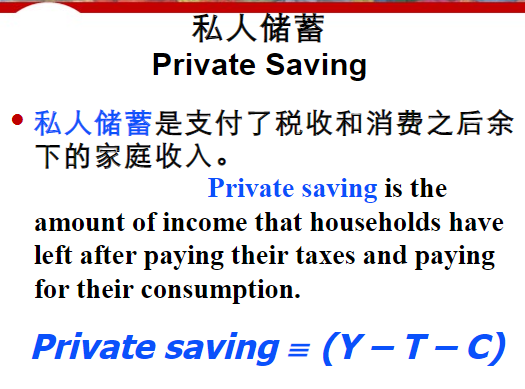 私人储蓄
Private Saving
• 私人储蓄是支付了税收和消费之后余
下的家庭收入。
Private saving is the
amount of income that households have
left after paying their taxes and paying
for their consumption.
Private saving ≡ (Y – T – C)